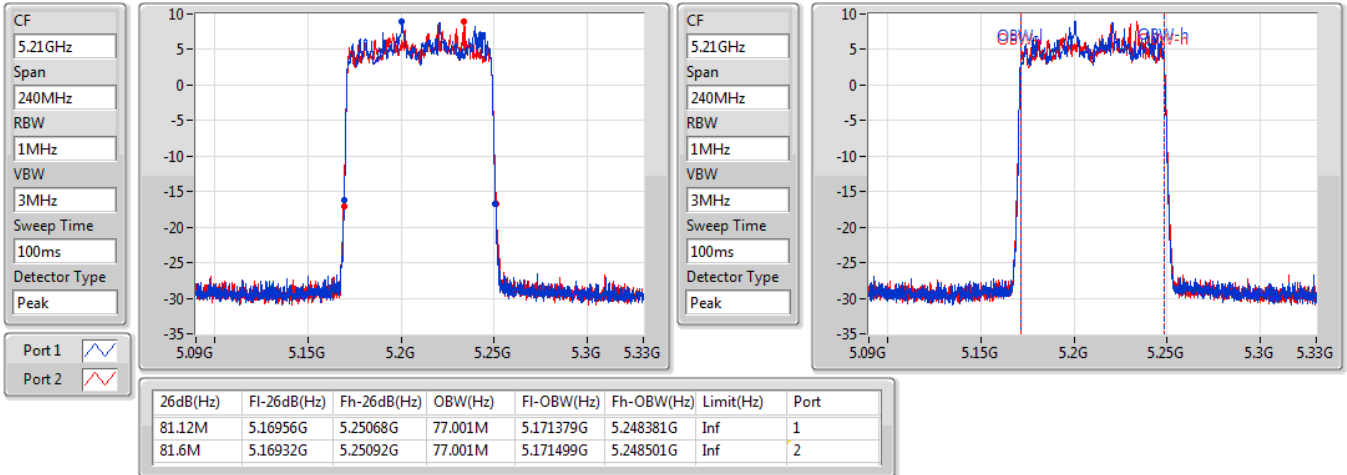 CF
5.21GHz
Span
240MHz
RBW
1MHz
VBW
3MHz
Sweep Time
100ms
Detector Type
Peak
Port 1
Port 2
10
5
0
-5
-10
-15
-20
-25
-30
-35
5.09G 5.15G 5.2G 5.25G 5.3G 5.33G
CF
5.21GHz
Span
240MHz
RBW
1MHz
VBW
3MHz
Sweep Time
100ms
Detector Type
Peak
10
5
0
-5
-10
-15
-20
-25
-30
-35
OBW-l OBW-h
OBW-l OBW-h
5.09G 5.15G 5.2G 5.25G 5.3G 5.33G
26dB(Hz) Fl-26dB(Hz) Fh-26dB(Hz) OBW(Hz) Fl-OBW(Hz) Fh-OBW(Hz) Limit(Hz) Port
81.12M 5.16956G 5.25068G 77.001M 5.171379G 5.248381G Inf 1
81.6M 5.16932G 5.25092G 77.001M 5.171499G 5.248501G Inf 2